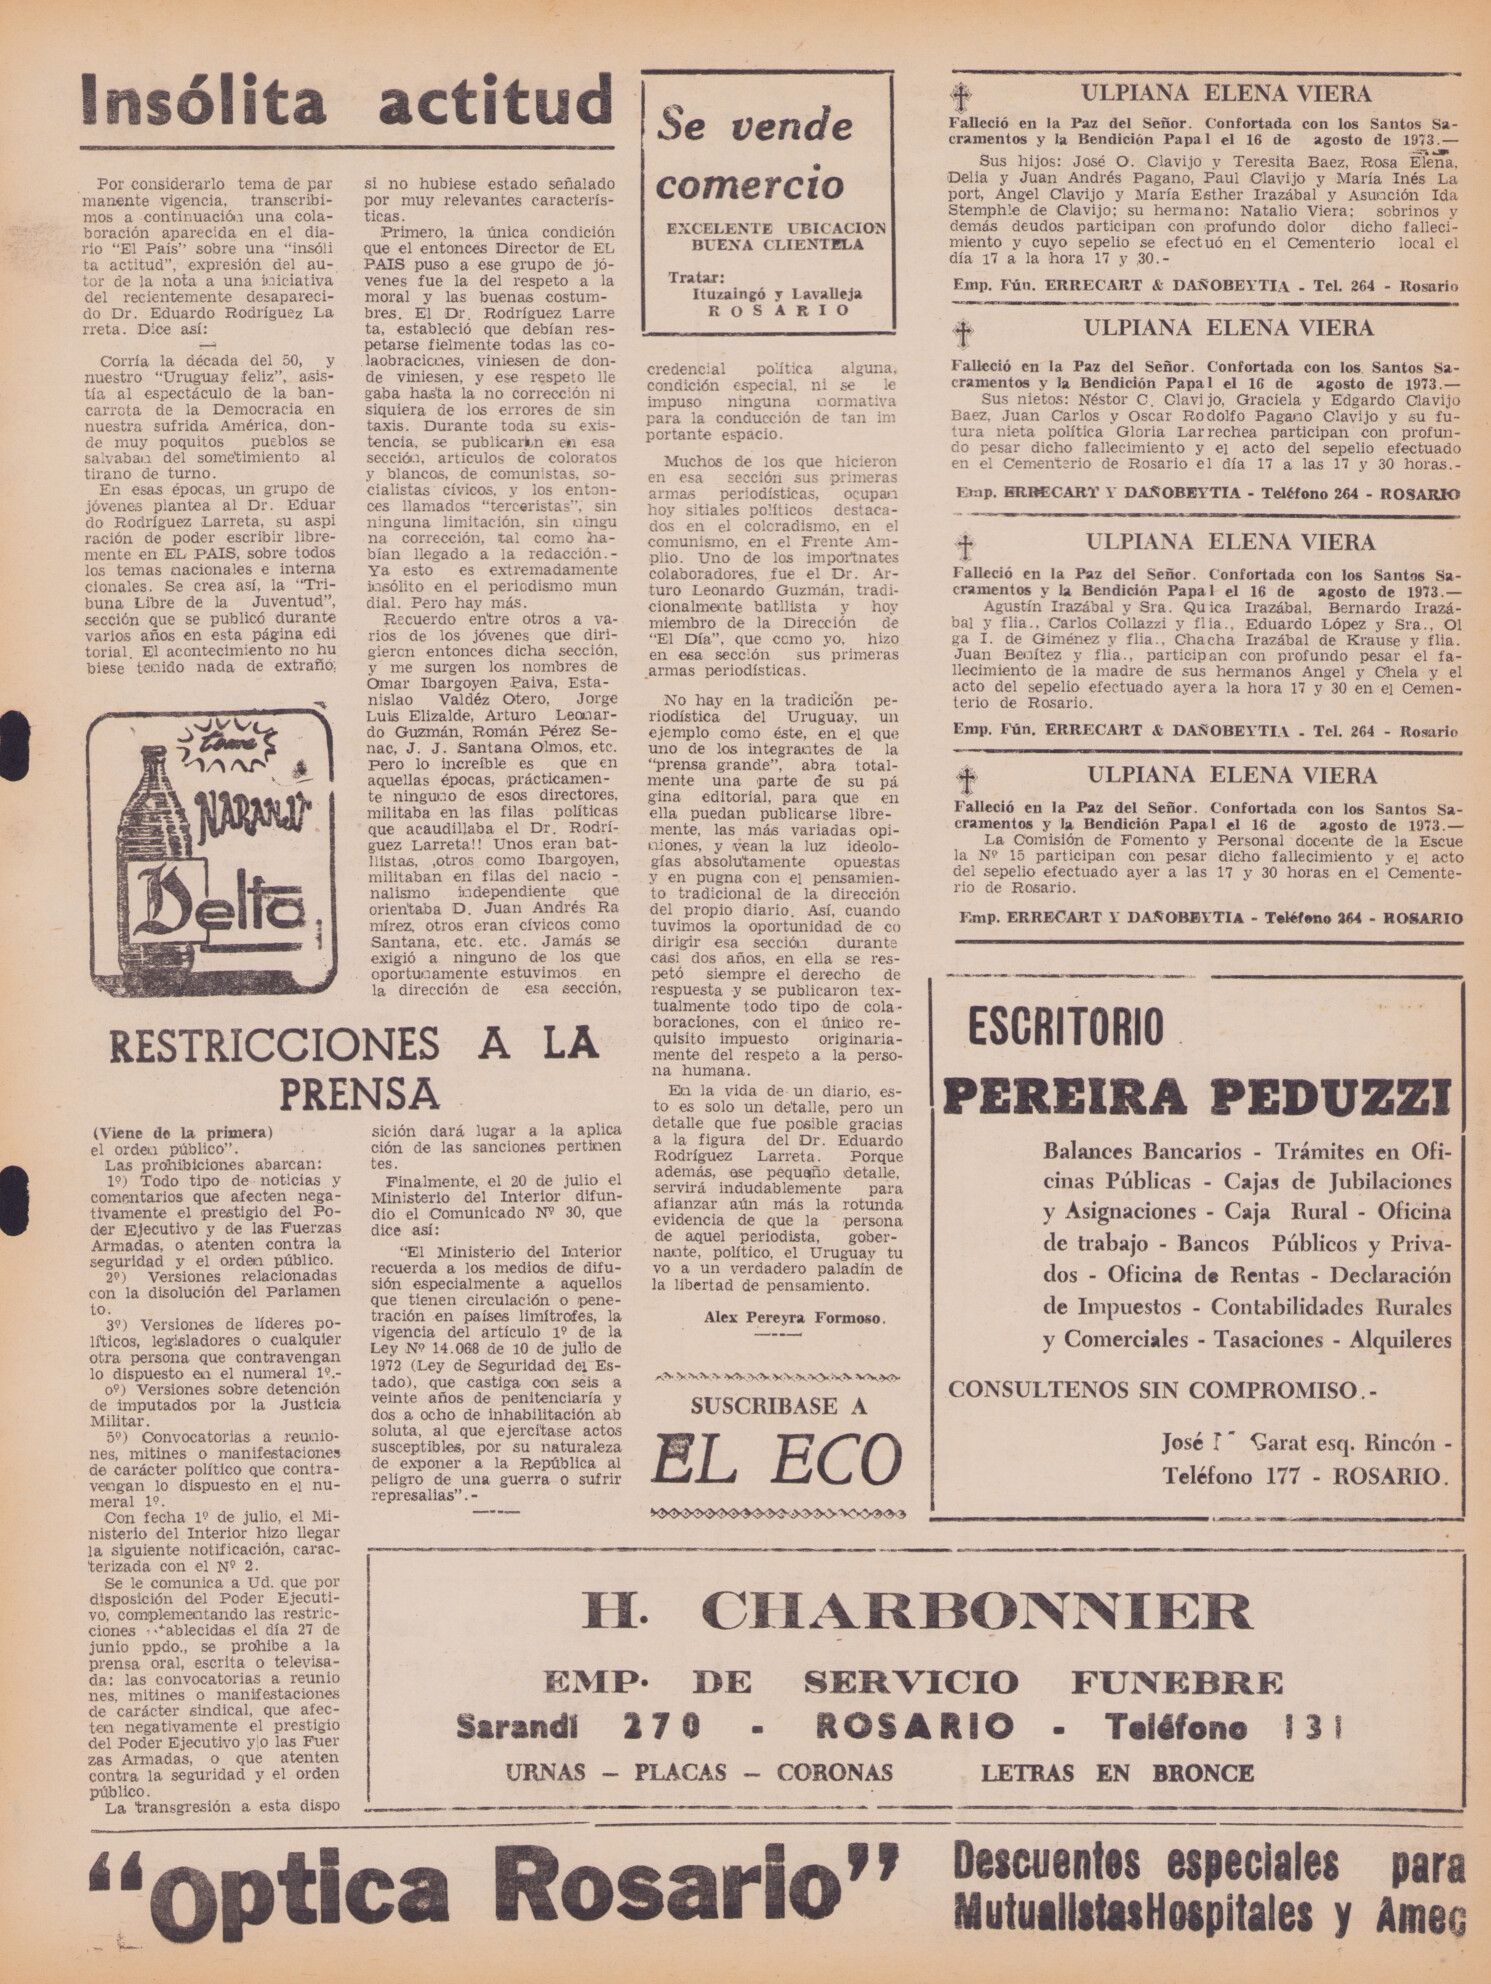 Insólita actitud
Por considerarlo tema de par
manente vigencia, transcribi-
mos a continuación una cola-
boración aparecida en el dia-
rio "El País" sobre una "insóli
ta actitud", expresión del au-
tor de la nota a una iniciativa
del recientemente desapareci-
do Dr. Eduardo Rodríguez La
rreta. Dice así:
Corría la década del 50, y
nuestro "Uruguay feliz", asis-
tía al espectáculo de la ban-
carrota de la Democracia en
nuestra sufrida América, don-
de muy poquitos pueblos se
salvaban del sometimiento al
tirano de turno.
En esas épocas, un grupo de
jóvenes plantea al Dr. Eduar
do Rodríguez Larreta, su aspi
ración de poder escribir libre-
mente en EL PAIS, sobre todos
los temas nacionales e interna
cionales. Se crea así, la "Tri-
buna Libre de la Juventud",
sección que se publicó durante
varios años en esta página edi
torial. El acontecimiento no hu
biese tenido nada de extraño,
si no hubiese estado señalado
por muy relevantes caracterís-
ticas.
Primero, la única condición
que el entonces Director de EL
PAIS puso a ese grupo de jó-
venes fue la del respeto a la
moral y las buenas costum-
bres. El Dr. Rodríguez Larre
ta, estableció que debían res-
petarse fielmente todas las co-
laobraciones, viniesen de don-
de viniesen, y ese respeto lle
gaba hasta la no corrección ni
siquiera de los errores de sin
taxis. Durante toda su exis-
tencia, se publicaron en esa
sección, artículos de coloratos
y blancos, de comunistas, so-
cialistas cívicos, y los enton-
ces llamados "terceristas", sin
ninguna limitación, sin ningu
na corrección, tal como ha-
bían llegado a la redacción.-
Ya esto es extremadamente
insólito en el periodismo mun
dial. Pero hay más.
Recuerdo entre otros a va-
rios de los jóvenes que diri-
gieron entonces dicha sección,
y me surgen los nombres de
Omar Ibargoyen Paiva, Esta-
nislao Valdéz Otero, Jorge
Luis Elizalde, Arturo Leonar-
do Guzmán, Román Pérez Se-
nac, J. J. Santana Olmos, etc.
Pero lo increíble es que en
aquellas épocas, prácticamen-
te ninguno de esos directores,
militaba en las filas políticas
que acaudillaba el Dr. Rodrí-
guez Larreta!! Unos eran bat-
llistas, otros como Ibargoyen,
militaban en filas del nacio -
nalismo independiente que
orientaba D. Juan Andrés Ra
mírez, otros eran cívicos como
Santana, etc. etc. Jamás se
exigió a ninguno de los que
oportunamente estuvimos en
la dirección de esa sección,
Se vende
comercio
EXCELENTE UBICACION
BUENA CLIENTELA
Tratar:
Ituzaingó y Lavalleja
ROSARIO
credencial política alguna,
condición especial, ni se le
impuso ninguna normativa
para la conducción de tan im
portante espacio.
Muchos de los que hicieron
en esa sección sus primeras
armas periodísticas, ocupan
hoy sitiales políticos destaca-
dos en el coloradismo, en el
comunismo, en el Frente Am-
plio. Uno de los importnates
colaboradores, fue el Dr. Ar-
turo Leonardo Guzmán, tradi-
cionalmente batllista y hoy
miembro de la Dirección de
"El Día", que como yo, hizo
en esa sección sus primeras
armas periodísticas.
No hay en la tradición pe-
riodística del Uruguay, un
ejemplo como éste, en el que
uno de los integrantes de la
"prensa grande", abra total-
mente una parte de su pá
gina editorial, para que en
ella puedan publicarse libre-
mente, las más variadas opi-
niones, y vean la luz ideolo-
gías absolutamente opuestas
y en pugna con el pensamien-
to tradicional de la dirección
del propio diario. Así, cuando
tuvimos la oportunidad de co
dirigir esa sección durante
casi dos años, en ella se res-
petó siempre el derecho de
respuesta y se publicaron tex-
tualmente todo tipo de cola-
boraciones, con el único re-
quisito impuesto originaria-
mente del respeto a la perso-
na humana.
En la vida de un diario, es-
to es solo un detalle, pero un
detalle que fue posible gracias
a la figura del Dr. Eduardo
Rodríguez Larreta. Porque
además, ese pequeño detalle,
servirá indudablemente para
afianzar aún más la rotunda
evidencia de que la persona
de aquel periodista, gober-
nante, político, el Uruguay tu
vo a un verdadero paladín de
la libertad de pensamiento.
Alex Pereyra Formoso.
tome
NARANJA
Delta
RESTRICCIONES A LA
PRENSA
(Viene de la primera)
el orden público".
Las prohibiciones abarcan:
1º) Todo tipo de noticias y
comentarios que afecten nega-
tivamente el prestigio del Po-
der Ejecutivo y de las Fuerzas
Armadas, o atenten contra la
seguridad y el orden público.
2º) Versiones relacionadas
con la disolución del Parlamen
to.
3º) Versiones de líderes po-
líticos, legisladores o cualquier
otra persona que contravengan
lo dispuesto en el numeral 1º.-
oº) Versiones sobre detención
de imputados por la Justicia
Militar.
5º) Convocatorias a reunio-
nes, mitines o manifestaciones
de carácter político que contra-
vengan lo dispuesto en el nu-
meral 1º.
Con fecha 1º de julio, el Mi-
nisterio del Interior hizo llegar
la siguiente notificación, carac-
terizada con el Nº 2.
Se le comunica a Ud. que por
disposición del Poder Ejecuti-
vo, complementando las restric-
ciones ablecidas el día 27 de
junio ppdo., se prohibe a la
prensa oral, escrita o televisa-
da: las convocatorias a reunio
nes, mitines o manifestaciones
de carácter sindical, que afec-
ten negativamente el prestigio
del Poder Ejecutivo y|o las Fuer
zas Armadas, o que atenten
contra la seguridad y el orden
público.
La transgresión a esta dispo
sición dará lugar a la aplica
ción de las sanciones pertinen
tes.
Finalmente, el 20 de julio el
Ministerio del Interior difun-
dio el Comunicado Nº 30, que
dice así:
"El Ministerio del Interior
recuerda a los medios de difu-
sión especialmente a aquellos
que tienen circulación o pene-
tración en países limítrofes, la
vigencia del artículo 1º de la
Ley Nº 14.068 de 10 de julio de
1972 (Ley de Seguridad del Es-
tado), que castiga con seis a
veinte años de penitenciaría y
dos a ocho de inhabilitación ab
soluta, al que ejercitase actos
susceptibles, por su naturaleza
de exponer a la República al
peligro de una guerra o sufrir
represalias".-
SUSCRIBASE A
EL ECO
ULPIANA ELENA VIERA
Falleció en la Paz del Señor. Confortada con los Santos Sa-
cramentos y la Bendición Papal el 16 de agosto de 1973.—
Sus hijos: José O. Clavijo y Teresita Baez, Rosa Elena,
Delia y Juan Andrés Pagano, Paul Clavijo y María Inés La
port, Angel Clavijo y María Esther Irazábal y Asunción Ida
Stemphle de Clavijo; su hermano: Natalio Viera; sobrinos y
demás deudos participan con profundo dolor dicho falleci-
miento y cuyo sepelio se efectuó en el Cementerio local el
día 17 a la hora 17 y 30.-
Emp. Fún. ERRECART & DAÑOBEYTIA - Tel. 264 - Rosario
ULPIANA ELENA VIERA
Falleció en la Paz del Señor. Confortada con los Santos Sa-
cramentos y la Bendición Papal el 16 de agosto de 1973.—
Sus nietos: Néstor C. Clavijo, Graciela y Edgardo Clavijo
Baez, Juan Carlos y Oscar Rodolfo Pagano Clavijo y su fu-
tura nieta política Gloria Larrechea participan con profun-
do pesar dicho fallecimiento y el acto del sepelio efectuado
en el Cementerio de Rosario el día 17 a las 17 y 30 horas.-
Emp. ERRECART Y DAÑOBEYTIA - Teléfono 264 - ROSARIO
ULPIANA ELENA VIERA
Falleció en la Paz del Señor. Confortada con los Santos Sa-
cramentos y la Bendición Papal el 16 de agosto de 1973.—
Agustín Irazábal y Sra. Quica Irazábal, Bernardo Irazá-
bal y flia., Carlos Collazzi y flia., Eduardo López y Sra., Ol
ga I. de Giménez y flia., Chacha Irazábal de Krause y flia.
Juan Benítez y flia., participan con profundo pesar el fa-
llecimiento de la madre de sus hermanos Angel y Chela y el
acto del sepelio efectuado ayer a la hora 17 y 30 en el Cemen-
terio de Rosario.
Emp. Fún. ERRECART & DAÑOBEYTIA - Tel. 264 - Rosario
ULPIANA ELENA VIERA
Falleció en la Paz del Señor. Confortada con los Santos Sa-
cramentos y la Bendición Papal el 16 de agosto de 1973.—
La Comisión de Fomento y Personal docente de la Escue
la Nº 15 participan con pesar dicho fallecimiento y el acto
del sepelio efectuado ayer a las 17 y 30 horas en el Cemente-
rio de Rosario.
Emp. ERRECART Y DAÑOBEYTIA - Teléfono 264 - ROSARIO
ESCRITORIO
PEREIRA PEDUZZI
Balances Bancarios - Trámites en Ofi-
cinas Públicas - Cajas de Jubilaciones
y Asignaciones - Caja Rural - Oficina
de trabajo - Bancos Públicos y Priva-
dos - Oficina de Rentas - Declaración
de Impuestos - Contabilidades Rurales
y Comerciales - Tasaciones - Alquileres
CONSULTENOS SIN COMPROMISO.-
José Garat esq. Rincón -
Teléfono 177 - ROSARIO.
H. CHARBONNIER
EMP. DE SERVICIO FUNEBRE
Sarandí 270 - ROSARIO - Teléfono 131
URNAS — PLACAS — CORONAS LETRAS EN BRONCE
"Optica Rosario"
Descuentos especiales para
Mutualistas Hospitales y Amec